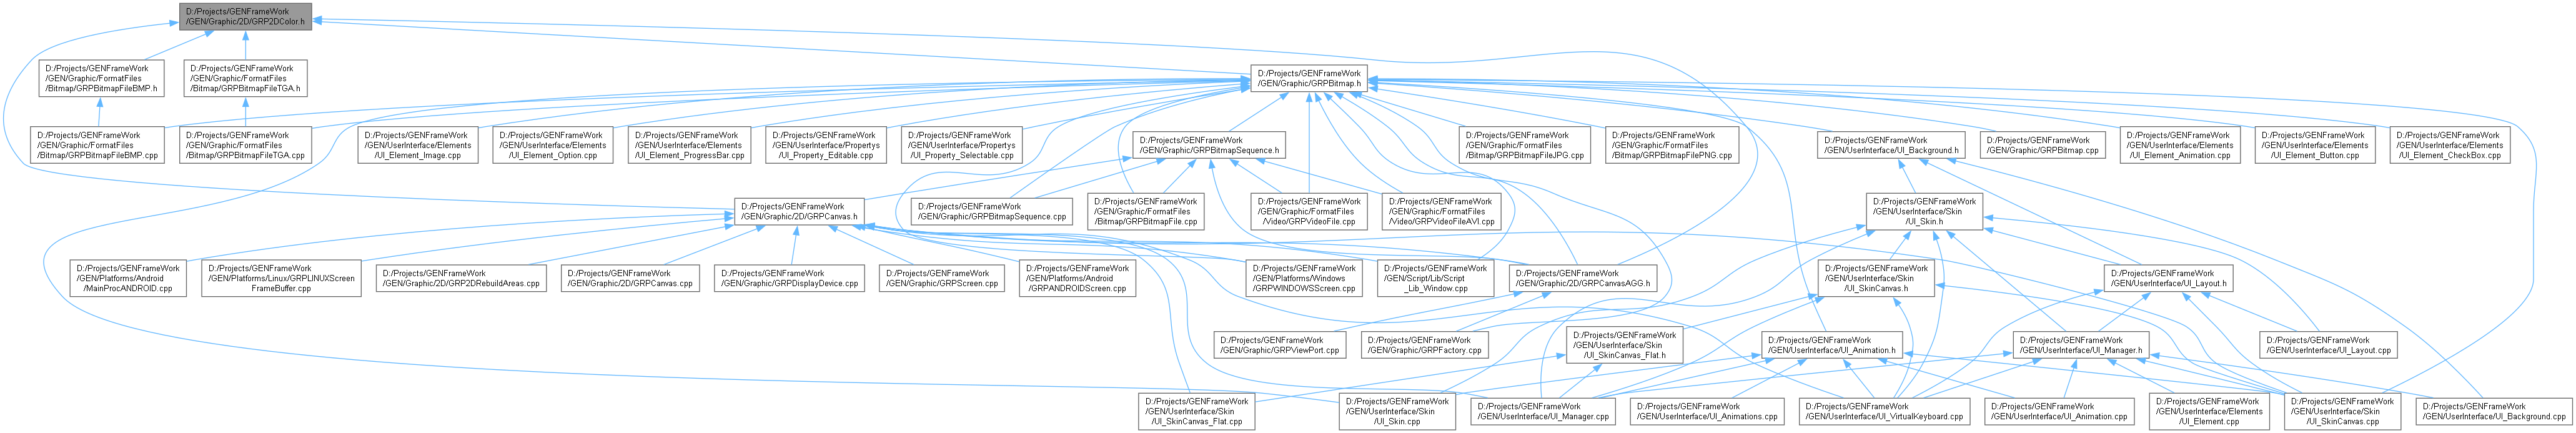 D:/Projects/GENFrameWork
/GEN/Graphic/2D/GRP2DColor.h
D:/Projects/GENFrameWork
/GEN/Graphic/FormatFiles
/Bitmap/GRPBitmapFileBMP.h
D:/Projects/GENFrameWork
/GEN/Graphic/FormatFiles
/Bitmap/GRPBitmapFileTGA.h
D:/Projects/GENFrameWork
/GEN/Graphic/GRPBitmap.h
D:/Projects/GENFrameWork
/GEN/Graphic/FormatFiles
/Bitmap/GRPBitmapFileBMP.cpp
D:/Projects/GENFrameWork
/GEN/Graphic/FormatFiles
/Bitmap/GRPBitmapFileTGA.cpp
D:/Projects/GENFrameWork
/GEN/UserInterface/Elements
/UI_Element_Image.cpp
D:/Projects/GENFrameWork
/GEN/UserInterface/Elements
/UI_Element_Option.cpp
D:/Projects/GENFrameWork
/GEN/UserInterface/Elements
/UI_Element_ProgressBar.cpp
D:/Projects/GENFrameWork
/GEN/UserInterface/Propertys
/UI_Property_Editable.cpp
D:/Projects/GENFrameWork
/GEN/UserInterface/Propertys
/UI_Property_Selectable.cpp
D:/Projects/GENFrameWork
/GEN/Graphic/GRPBitmapSequence.h
D:/Projects/GENFrameWork
/GEN/Graphic/FormatFiles
/Bitmap/GRPBitmapFileJPG.cpp
D:/Projects/GENFrameWork
/GEN/Graphic/FormatFiles
/Bitmap/GRPBitmapFilePNG.cpp
D:/Projects/GENFrameWork
/GEN/UserInterface/UI_Background.h
D:/Projects/GENFrameWork
/GEN/Graphic/GRPBitmap.cpp
D:/Projects/GENFrameWork
/GEN/UserInterface/Elements
/UI_Element_Animation.cpp
D:/Projects/GENFrameWork
/GEN/UserInterface/Elements
/UI_Element_Button.cpp
D:/Projects/GENFrameWork
/GEN/UserInterface/Elements
/UI_Element_CheckBox.cpp
D:/Projects/GENFrameWork
/GEN/Graphic/2D/GRPCanvas.h
D:/Projects/GENFrameWork
/GEN/Graphic/GRPBitmapSequence.cpp
D:/Projects/GENFrameWork
/GEN/Graphic/FormatFiles
/Bitmap/GRPBitmapFile.cpp
D:/Projects/GENFrameWork
/GEN/Graphic/FormatFiles
/Video/GRPVideoFile.cpp
D:/Projects/GENFrameWork
/GEN/Graphic/FormatFiles
/Video/GRPVideoFileAVI.cpp
D:/Projects/GENFrameWork
/GEN/UserInterface/Skin
/UI_Skin.h
D:/Projects/GENFrameWork
/GEN/Platforms/Android
/MainProcANDROID.cpp
D:/Projects/GENFrameWork
/GEN/Platforms/Linux/GRPLINUXScreen
FrameBuffer.cpp
D:/Projects/GENFrameWork
/GEN/Graphic/2D/GRP2DRebuildAreas.cpp
D:/Projects/GENFrameWork
/GEN/Graphic/2D/GRPCanvas.cpp
D:/Projects/GENFrameWork
/GEN/Graphic/GRPDisplayDevice.cpp
D:/Projects/GENFrameWork
/GEN/Graphic/GRPScreen.cpp
D:/Projects/GENFrameWork
/GEN/Platforms/Android
/GRPANDROIDScreen.cpp
D:/Projects/GENFrameWork
/GEN/Platforms/Windows
/GRPWINDOWSScreen.cpp
D:/Projects/GENFrameWork
/GEN/Script/Lib/Script
_Lib_Window.cpp
D:/Projects/GENFrameWork
/GEN/Graphic/2D/GRPCanvasAGG.h
D:/Projects/GENFrameWork
/GEN/UserInterface/Skin
/UI_SkinCanvas.h
D:/Projects/GENFrameWork
/GEN/UserInterface/UI_Layout.h
D:/Projects/GENFrameWork
/GEN/Graphic/GRPViewPort.cpp
D:/Projects/GENFrameWork
/GEN/Graphic/GRPFactory.cpp
D:/Projects/GENFrameWork
/GEN/UserInterface/Skin
/UI_SkinCanvas_Flat.h
D:/Projects/GENFrameWork
/GEN/UserInterface/UI_Animation.h
D:/Projects/GENFrameWork
/GEN/UserInterface/UI_Manager.h
D:/Projects/GENFrameWork
/GEN/UserInterface/UI_Layout.cpp
D:/Projects/GENFrameWork
/GEN/UserInterface/Skin
/UI_SkinCanvas_Flat.cpp
D:/Projects/GENFrameWork
/GEN/UserInterface/Skin
/UI_Skin.cpp
D:/Projects/GENFrameWork
/GEN/UserInterface/UI_Manager.cpp
D:/Projects/GENFrameWork
/GEN/UserInterface/UI_Animations.cpp
D:/Projects/GENFrameWork
/GEN/UserInterface/UI_VirtualKeyboard.cpp
D:/Projects/GENFrameWork
/GEN/UserInterface/UI_Animation.cpp
D:/Projects/GENFrameWork
/GEN/UserInterface/Elements
/UI_Element.cpp
D:/Projects/GENFrameWork
/GEN/UserInterface/Skin
/UI_SkinCanvas.cpp
D:/Projects/GENFrameWork
/GEN/UserInterface/UI_Background.cpp